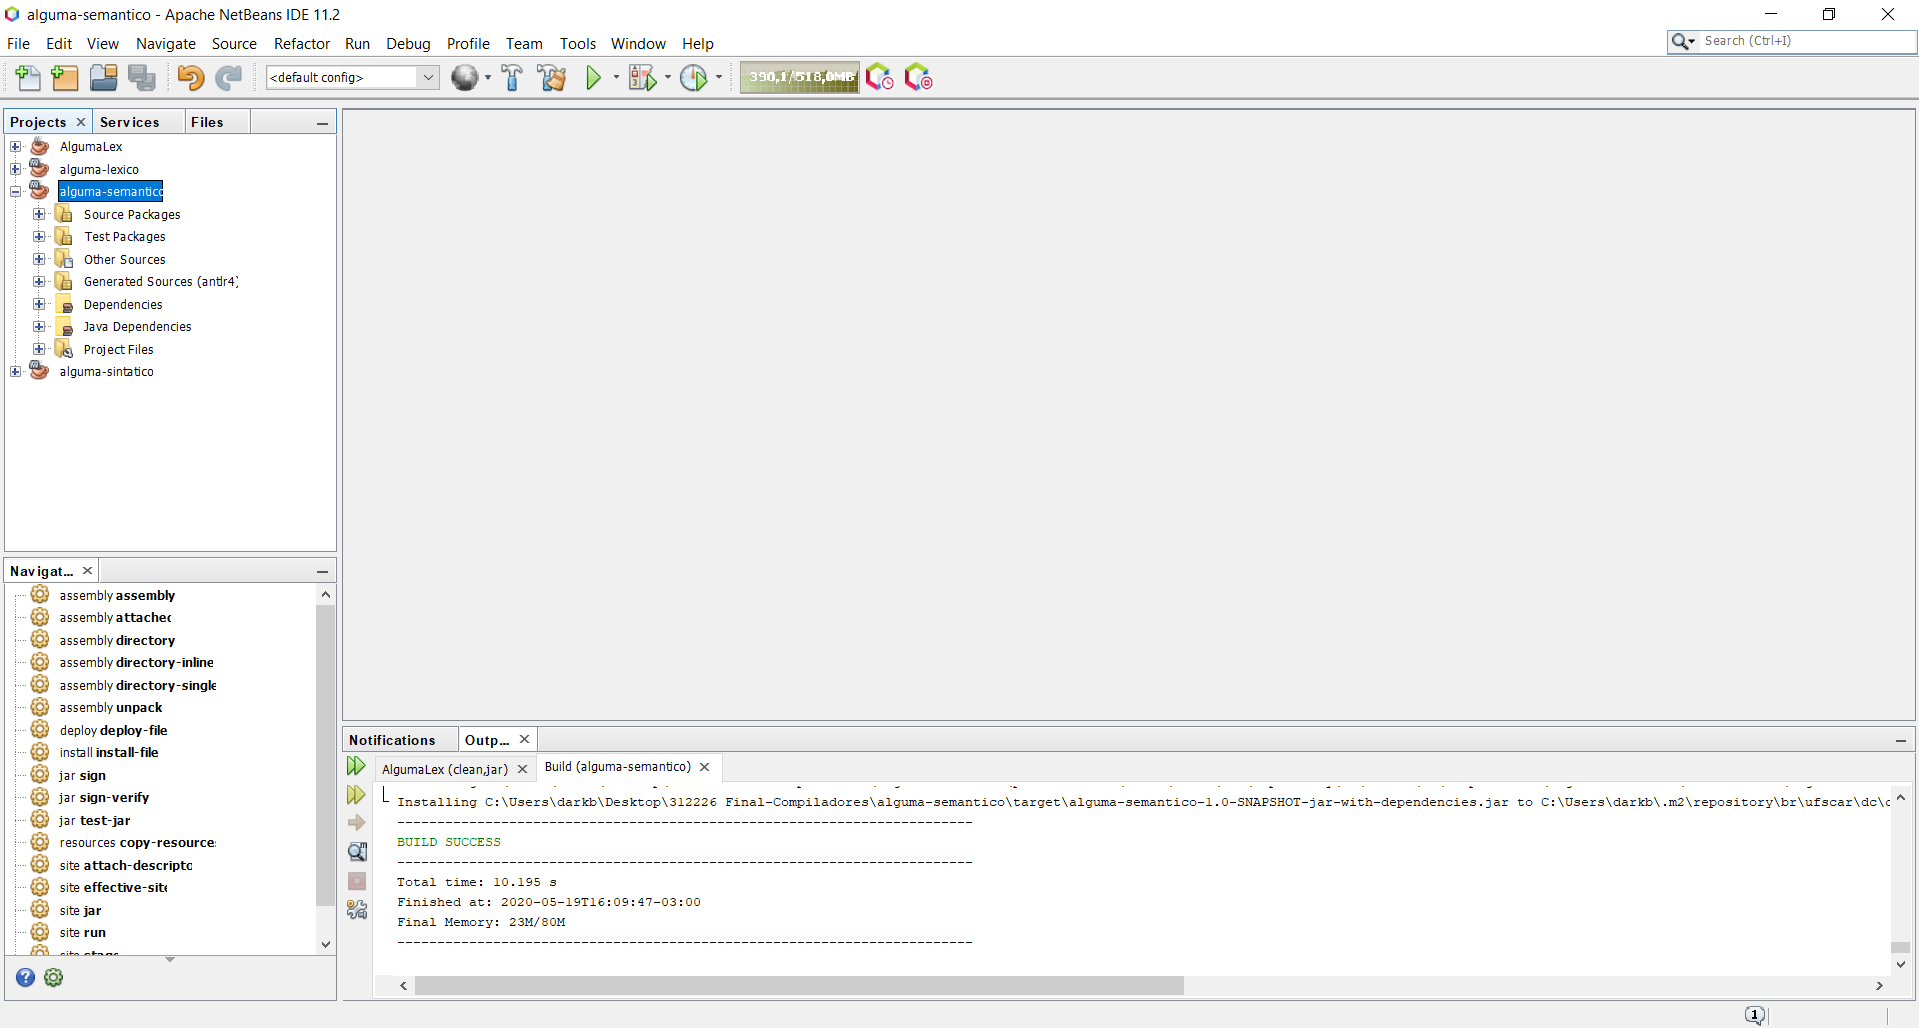 alguma-semantico - Apache NetBeans IDE 11.2
File Edit View Navigate Source Refactor Run Debug Profile Team Tools Window Help
Search (Ctrl+I)
<default config>
390,1/518,0MB
Projects
Services
Files
AlgumaLex
alguma-lexico
alguma-semantico
Source Packages
Test Packages
Other Sources
Generated Sources (antlr4)
Dependencies
Java Dependencies
Project Files
alguma-sintatico
Navigat...
assembly assembly
assembly attached
assembly directory
assembly directory-inline
assembly directory-single
assembly unpack
deploy deploy-file
install install-file
jar sign
jar sign-verify
jar test-jar
resources copy-resource
site attach-descripto
site effective-site
site jar
site run
site stage
Notifications
Outp...
AlgumaLex (clean,jar)
Build (alguma-semantico)
Installing C:\Users\darkb\Desktop\312226 Final-Compiladores\alguma-semantico\target\alguma-semantico-1.0-SNAPSHOT-jar-with-dependencies.jar to C:\Users\darkb\.m2\repository\br\ufscar\dc\c
------------------------------------------------------------------------
BUILD SUCCESS
------------------------------------------------------------------------
Total time: 10.195 s
Finished at: 2020-05-19T16:09:47-03:00
Final Memory: 23M/80M
------------------------------------------------------------------------
1